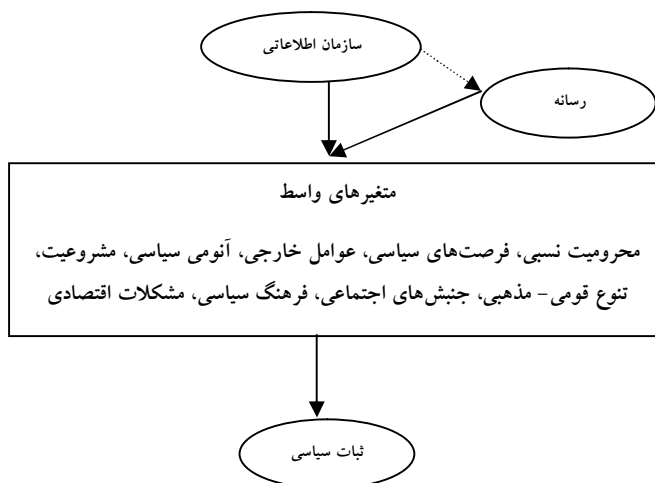 سازمان اطلاعاتی
رسانه
متغیرهای واسط
محرومیت نسبی، فرصت‌های سیاسی، عوامل خارجی، آنومی سیاسی، مشروعیت،
تنوع قومی- مذهبی، جنبش‌های اجتماعی، فرهنگ سیاسی، مشکلات اقتصادی
ثبات سیاسی